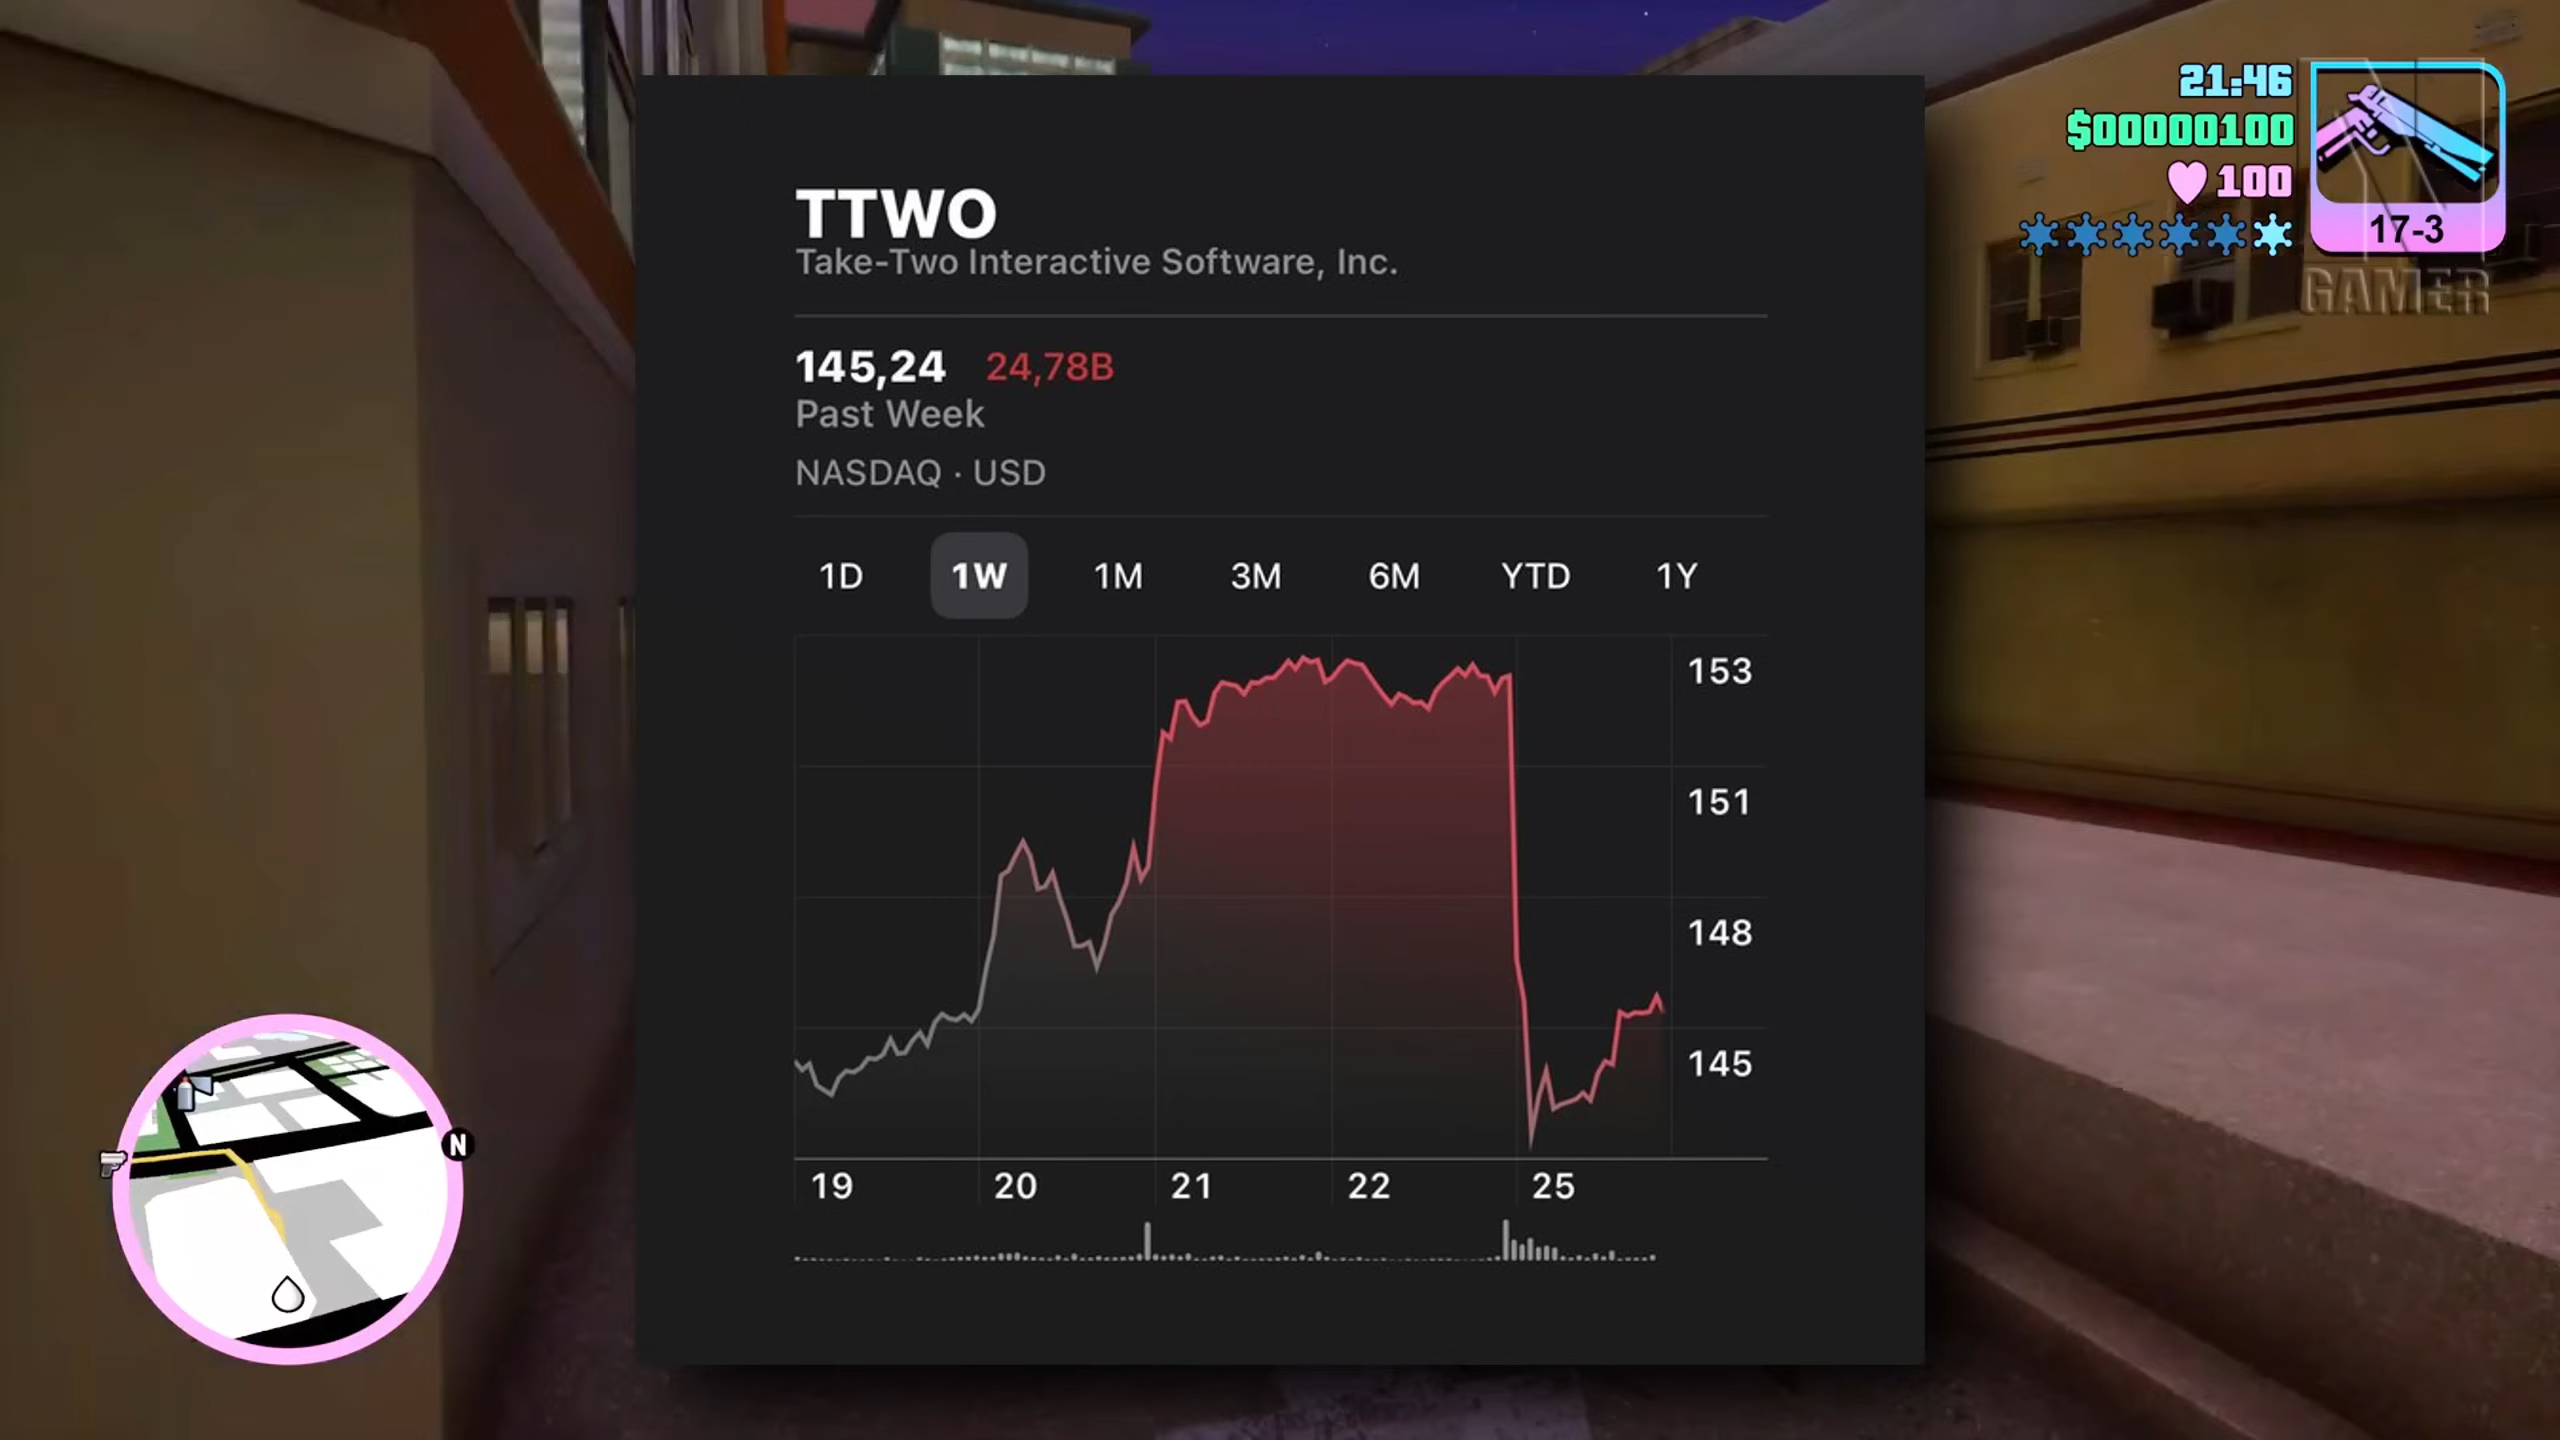 21:46
$00000100
100
17-3
GAMER
TTWO
Take-Two Interactive Software, Inc.
145,24 24,78B
Past Week
NASDAQ · USD
1D 1W 1M 3M 6M YTD 1Y
153
151
148
145
19 20 21 22 25
N